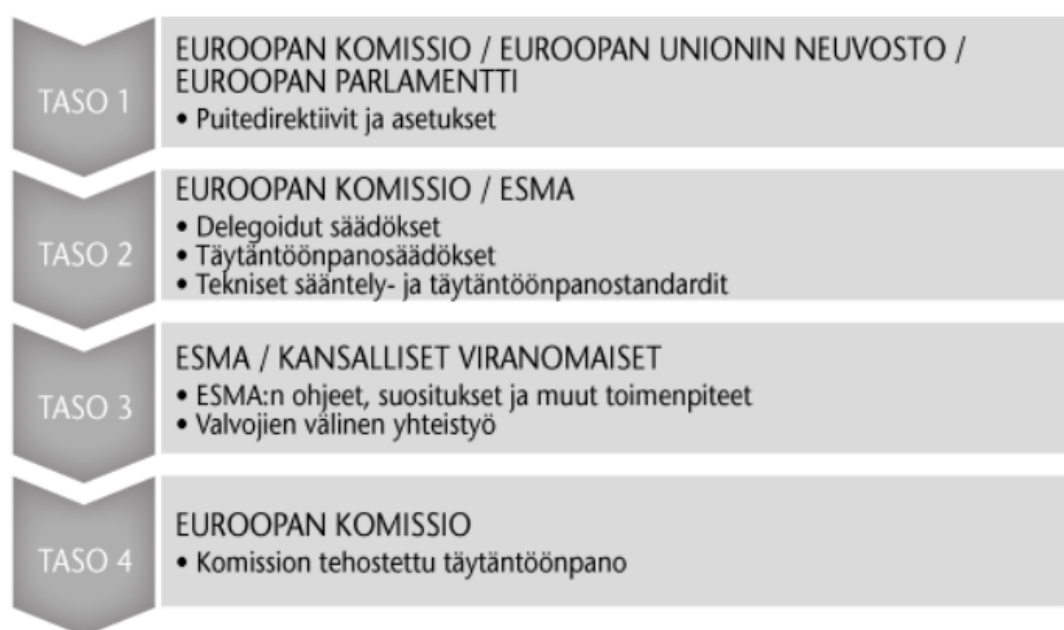 TASO 1
EUROOPAN KOMISSIO / EUROOPAN UNIONIN NEUVOSTO /
EUROOPAN PARLAMENTTI
• Puitedirektiivit ja asetukset
TASO 2
EUROOPAN KOMISSIO / ESMA
• Delegoidut säädökset
• Täytäntöönpanosäädökset
• Tekniset sääntely- ja täytäntöönpanostandardit
TASO 3
ESMA / KANSALLISET VIRANOMAISET
• ESMA:n ohjeet, suositukset ja muut toimenpiteet
• Valvojien välinen yhteistyö
TASO 4
EUROOPAN KOMISSIO
• Komission tehostettu täytäntöönpano